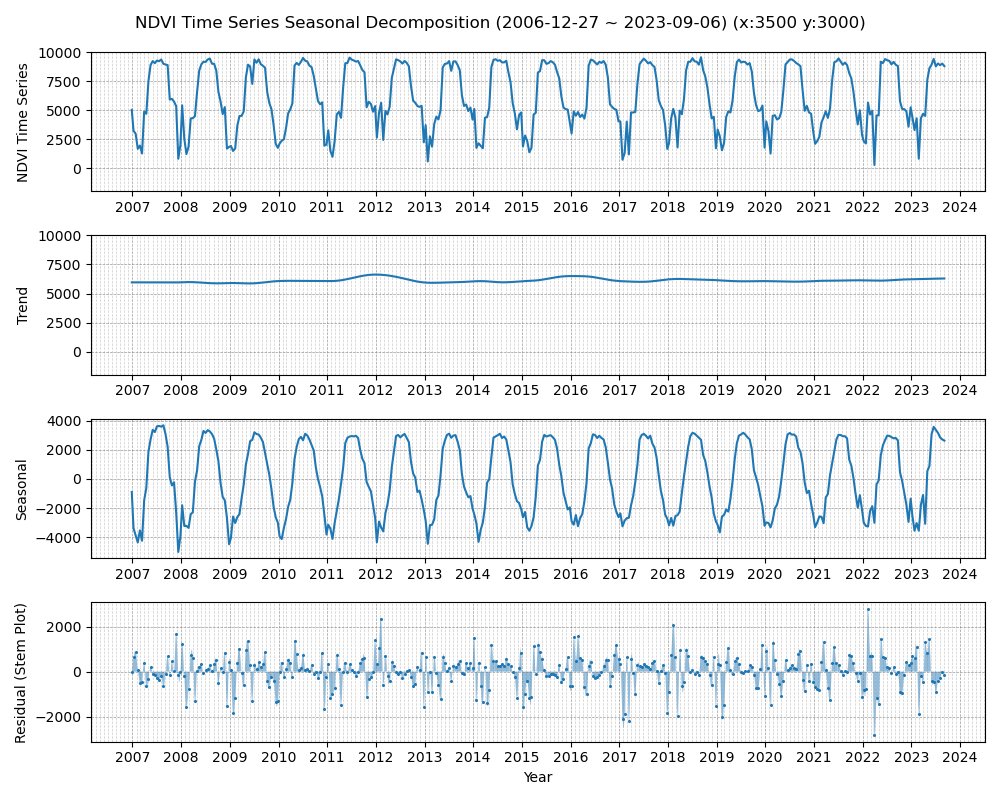 NDVI Time Series Seasonal Decomposition (2006-12-27 ~ 2023-09-06) (x:3500 y:3000)
NDVI Time Series
10000
7500
5000
2500
0
2007 2008 2009 2010 2011 2012 2013 2014 2015 2016 2017 2018 2019 2020 2021 2022 2023 2024
Trend
10000
7500
5000
2500
0
2007 2008 2009 2010 2011 2012 2013 2014 2015 2016 2017 2018 2019 2020 2021 2022 2023 2024
Seasonal
4000
2000
0
−2000
−4000
2007 2008 2009 2010 2011 2012 2013 2014 2015 2016 2017 2018 2019 2020 2021 2022 2023 2024
Residual (Stem Plot)
2000
0
−2000
2007 2008 2009 2010 2011 2012 2013 2014 2015 2016 2017 2018 2019 2020 2021 2022 2023 2024
Year